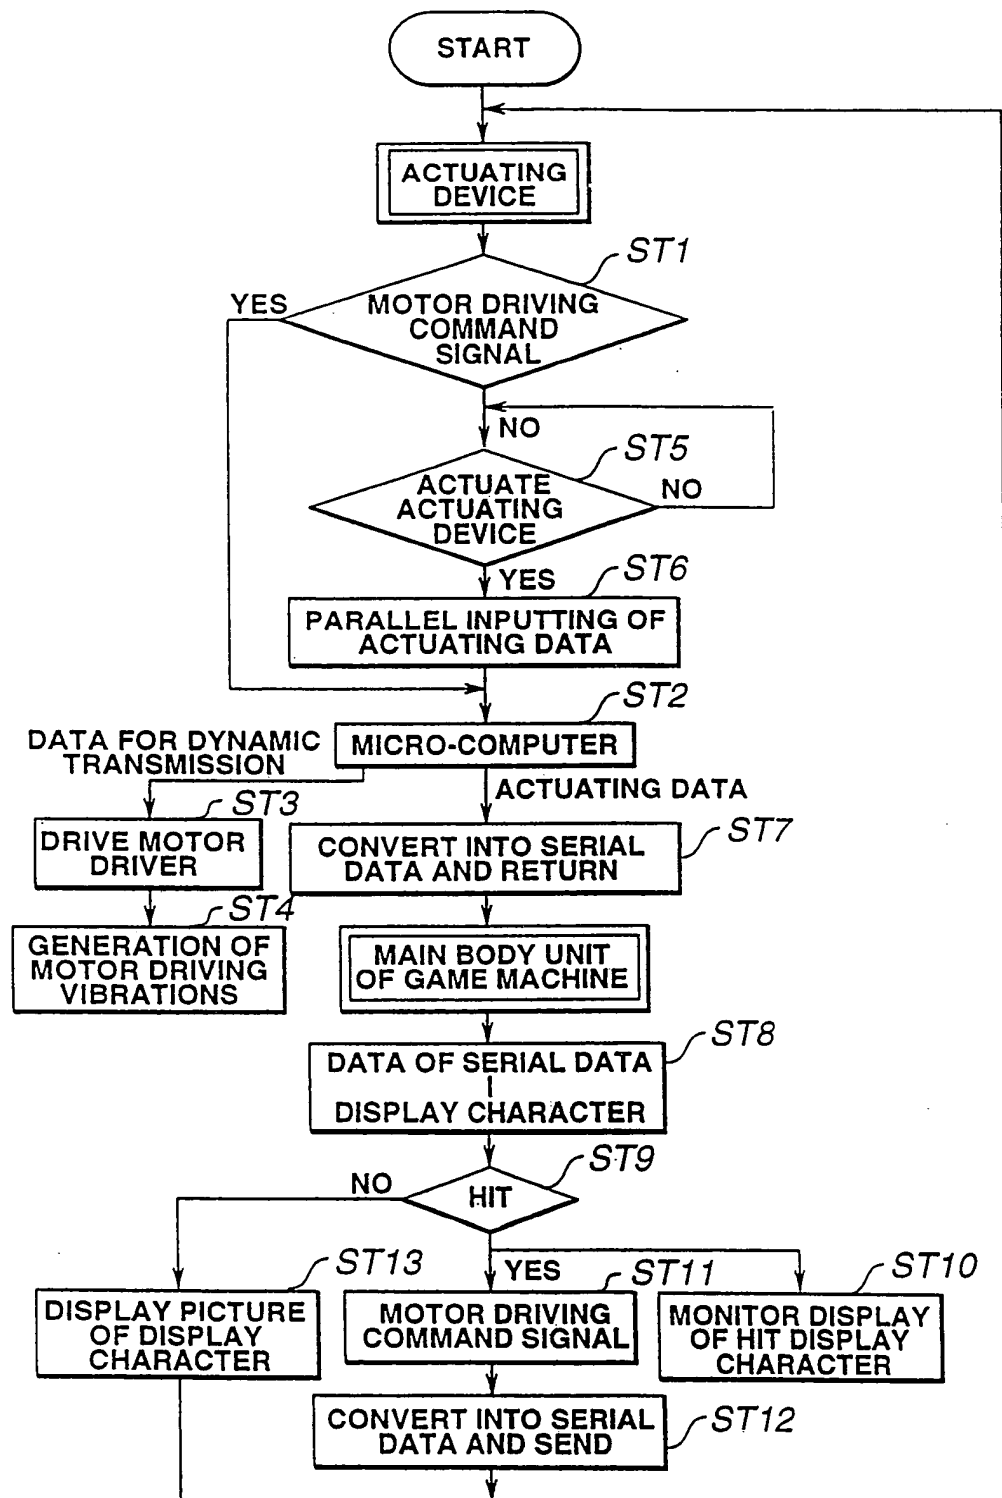 START
ACTUATING
DEVICE
ST1
YES
MOTOR DRIVING
COMMAND
SIGNAL
NO
ST5
ACTUATE
ACTUATING
DEVICE
NO
YES
ST6
PARALLEL INPUTTING OF
ACTUATING DATA
ST2
MICRO-COMPUTER
DATA FOR DYNAMIC
TRANSMISSION
ACTUATING DATA
ST3
DRIVE MOTOR
DRIVER
ST7
CONVERT INTO SERIAL
DATA AND RETURN
ST4
GENERATION OF
MOTOR DRIVING
VIBRATIONS
MAIN BODY UNIT
OF GAME MACHINE
ST8
DATA OF SERIAL DATA
DISPLAY CHARACTER
ST9
HIT
NO
YES
ST13
DISPLAY PICTURE
OF DISPLAY
CHARACTER
ST11
MOTOR DRIVING
COMMAND SIGNAL
ST10
MONITOR DISPLAY
OF HIT DISPLAY
CHARACTER
CONVERT INTO SERIAL
DATA AND SEND
ST12